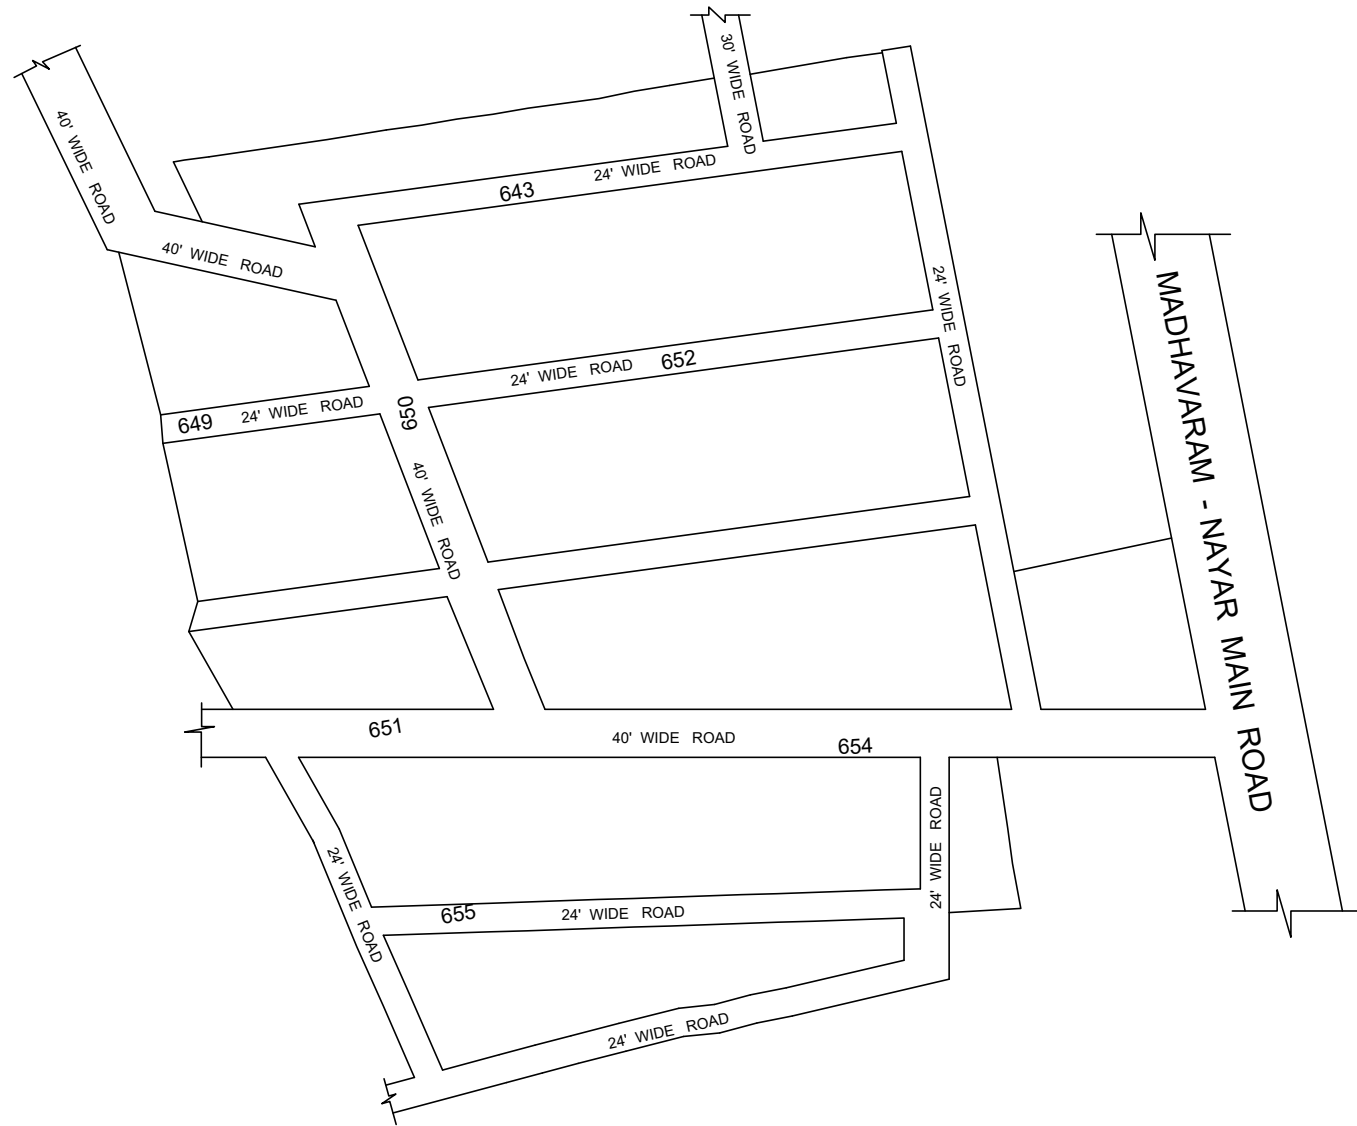 30' WIDE ROAD
40' WIDE ROAD
24' WIDE ROAD
643
40' WIDE ROAD
24' WIDE ROAD
MADHAVARAM - NAYAR MAIN ROAD
24' WIDE ROAD
652
649
24' WIDE ROAD
650
40' WIDE ROAD
651
40' WIDE ROAD
654
24' WIDE ROAD
24' WIDE ROAD
655
24' WIDE ROAD
24' WIDE ROAD